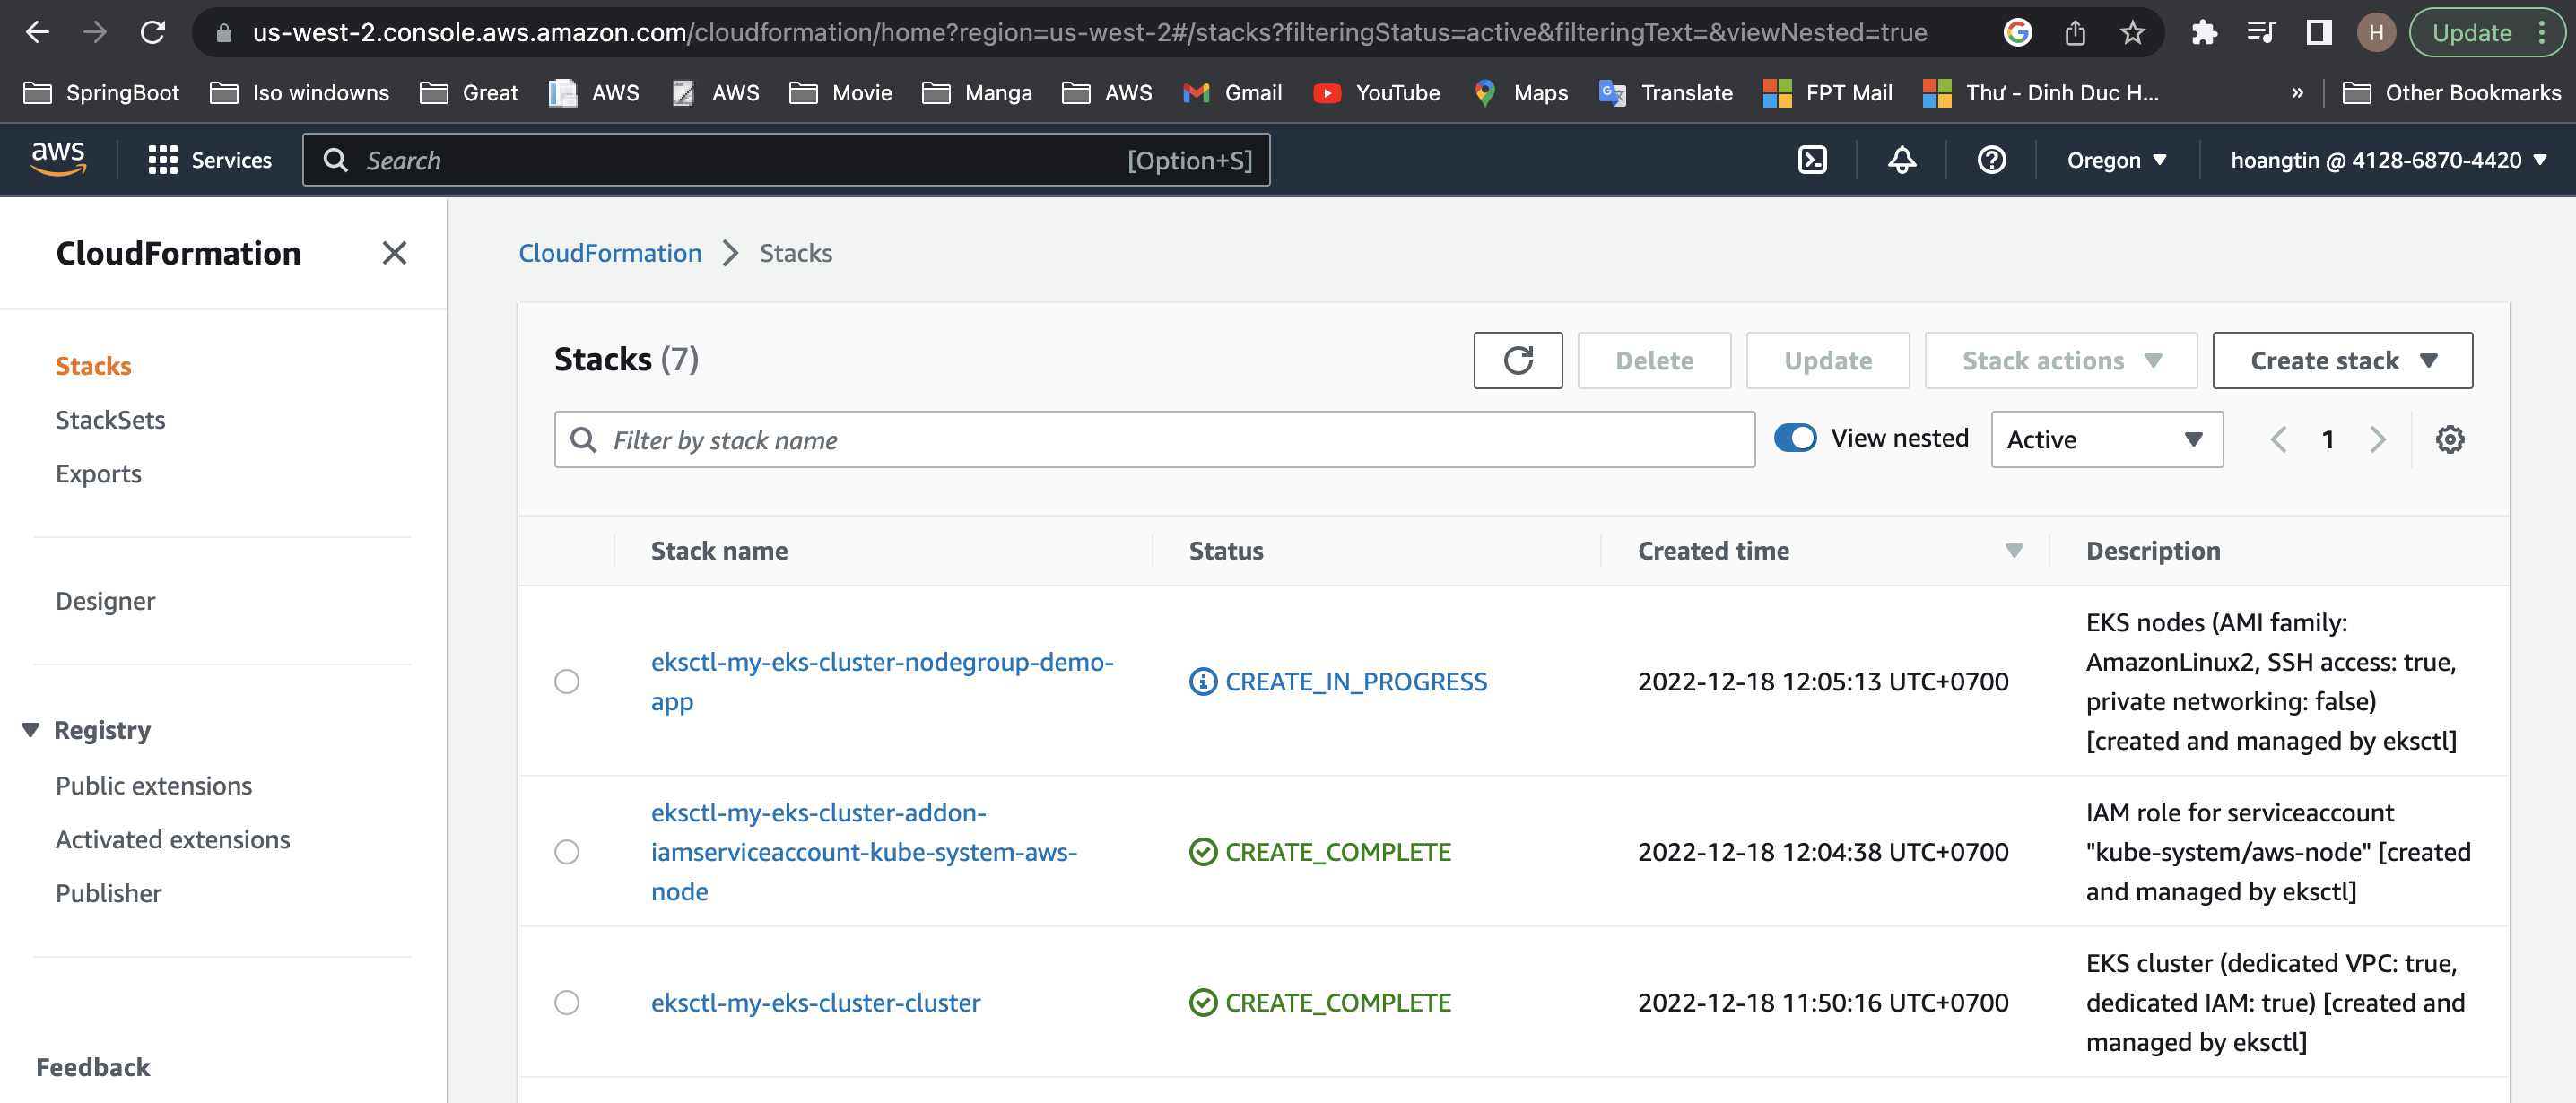 us-west-2.console.aws.amazon.com/cloudformation/home?region=us-west-2#/stacks?filteringStatus=active&filteringText=&viewNested=true
H
Update
SpringBoot
Iso windowns
Great
AWS
AWS
Movie
Manga
AWS
Gmail
YouTube
Maps
Translate
FPT Mail
Thư - Dinh Duc H...
»
Other Bookmarks
aws
Services
Search
[Option+S]
Oregon
hoangtin @ 4128-6870-4420
CloudFormation
Stacks
StackSets
Exports
Designer
Registry
Public extensions
Activated extensions
Publisher
Feedback
CloudFormation
Stacks
Stacks (7)
Delete
Update
Stack actions
Create stack
Filter by stack name
View nested
Active
1
Stack name
Status
Created time
Description
eksctl-my-eks-cluster-nodegroup-demo-
app
CREATE_IN_PROGRESS
2022-12-18 12:05:13 UTC+0700
EKS nodes (AMI family:
AmazonLinux2, SSH access: true,
private networking: false)
[created and managed by eksctl]
eksctl-my-eks-cluster-addon-
iamserviceaccount-kube-system-aws-
node
CREATE_COMPLETE
2022-12-18 12:04:38 UTC+0700
IAM role for serviceaccount
"kube-system/aws-node" [created
and managed by eksctl]
eksctl-my-eks-cluster-cluster
CREATE_COMPLETE
2022-12-18 11:50:16 UTC+0700
EKS cluster (dedicated VPC: true,
dedicated IAM: true) [created and
managed by eksctl]